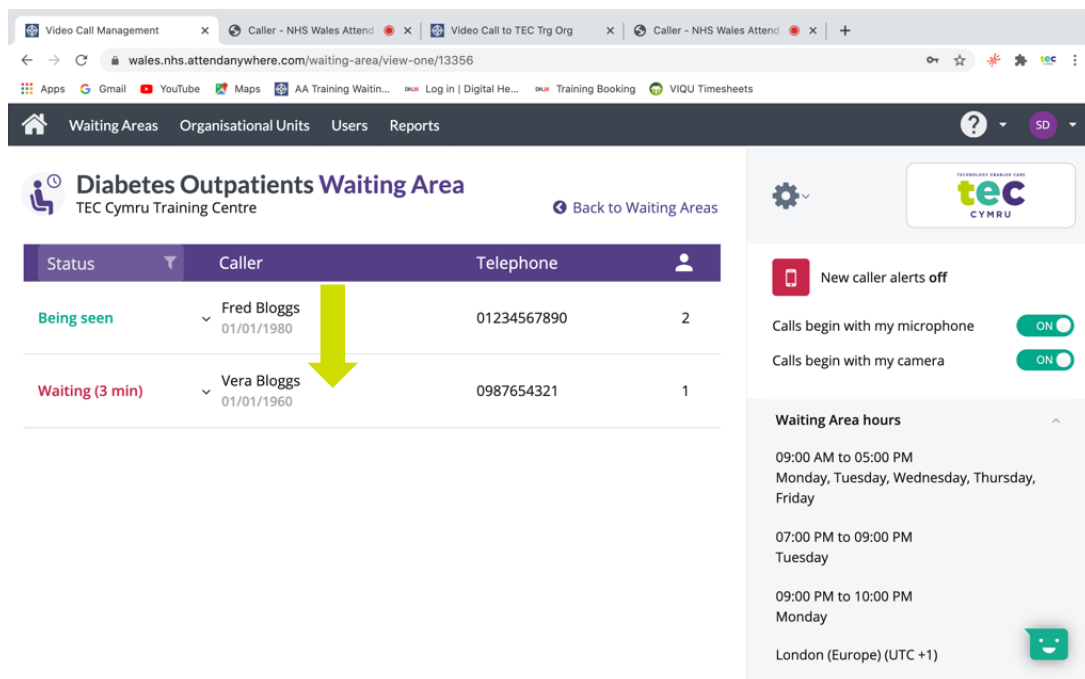 Video Call Management
Caller - NHS Wales Attend
Video Call to TEC Trg Org
Caller - NHS Wales Attend
wales.nhs.attendanywhere.com/waiting-area/view-one/13356
tec
Apps Gmail YouTube Maps AA Training Waitin... Log in | Digital He... Training Booking VIQU Timesheets
Waiting Areas Organisational Units Users Reports
? SD
Diabetes Outpatients Waiting Area
TEC Cymru Training Centre
Back to Waiting Areas
TECHNOLOGY ENABLED CARE
tec
CYMRU
Status Caller Telephone
Being seen Fred Bloggs 01234567890 2
01/01/1980
Waiting (3 min) Vera Bloggs 0987654321 1
01/01/1960
New caller alerts off
Calls begin with my microphone ON
Calls begin with my camera ON
Waiting Area hours
09:00 AM to 05:00 PM
Monday, Tuesday, Wednesday, Thursday,
Friday
07:00 PM to 09:00 PM
Tuesday
09:00 PM to 10:00 PM
Monday
London (Europe) (UTC +1)